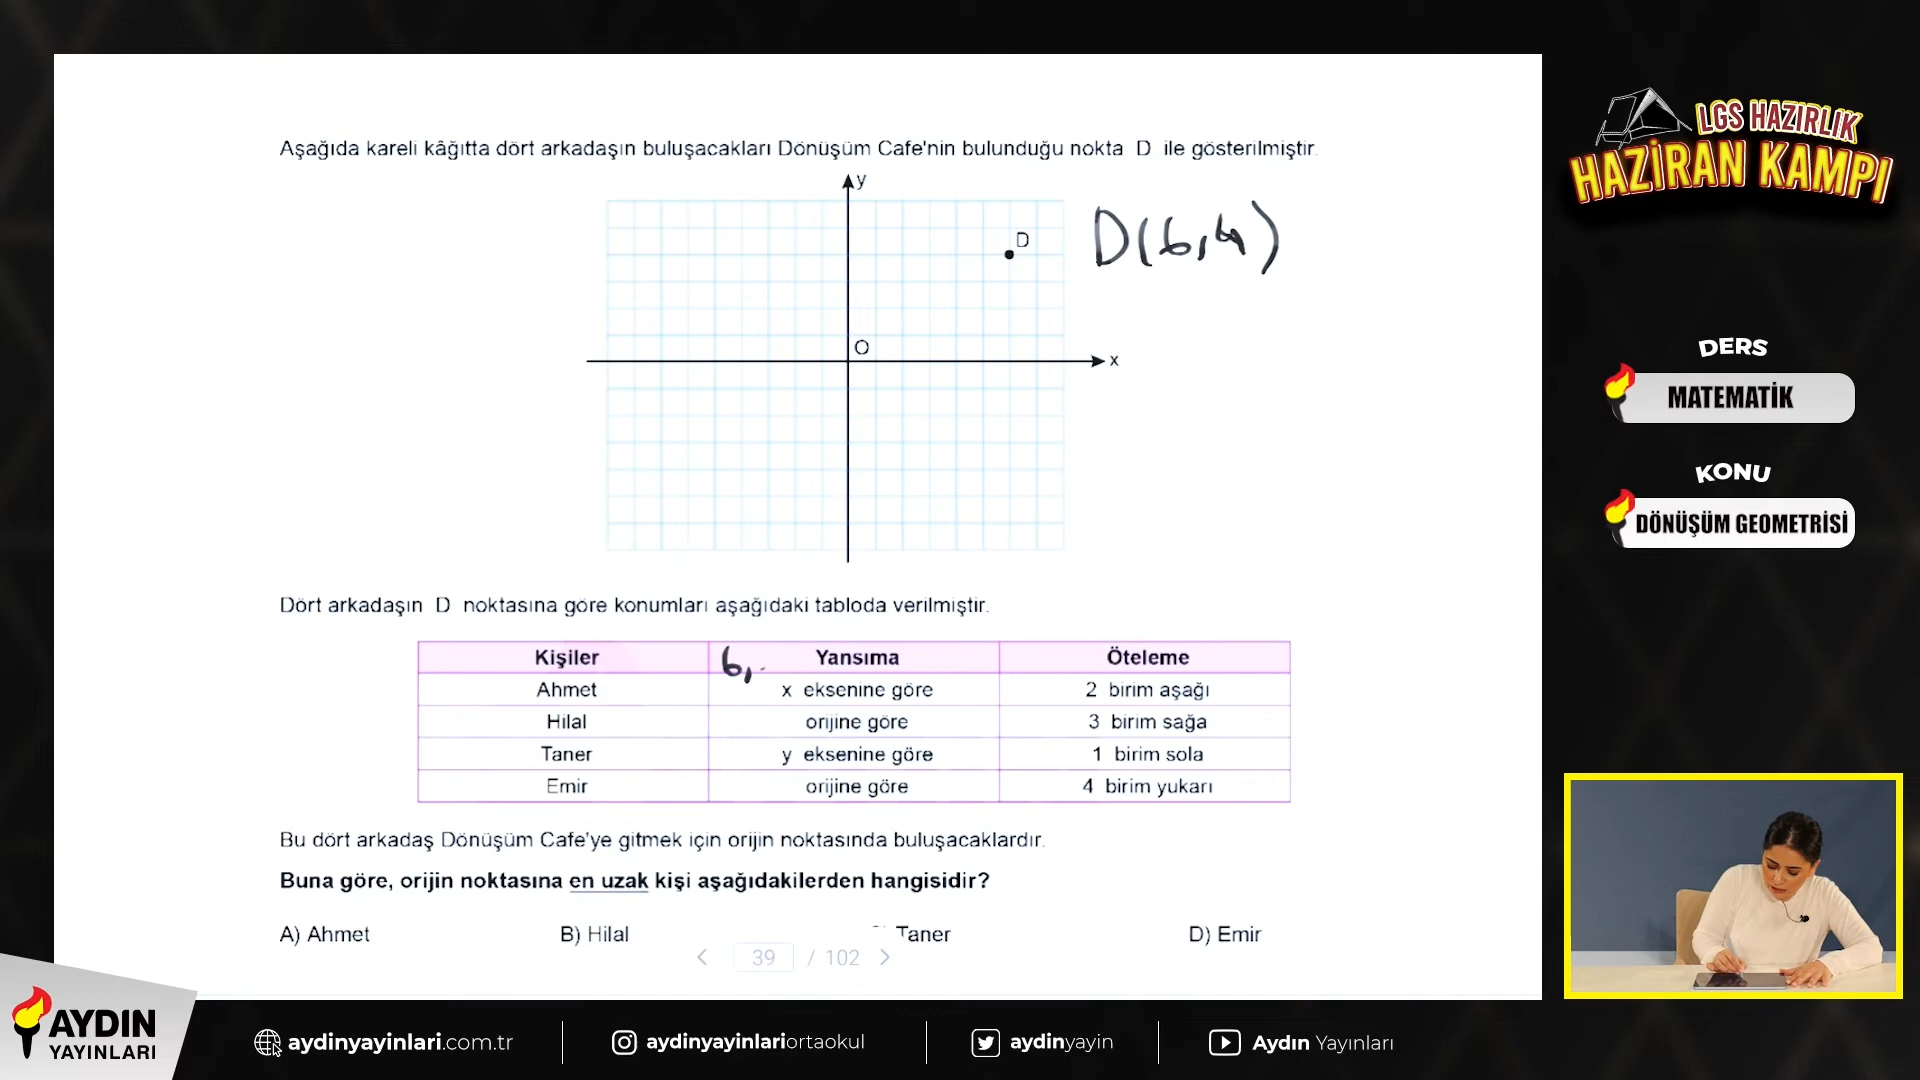 LGS HAZIRLIK
HAZİRAN KAMPI
Aşağıda kareli kâğıtta dört arkadaşın buluşacakları Dönüşüm Cafe'nin bulunduğu nokta D ile gösterilmiştir.
y
D
D(6,4)
O
x
DERS
MATEMATİK
KONU
DÖNÜŞÜM GEOMETRİSİ
Dört arkadaşın D noktasına göre konumları aşağıdaki tabloda verilmiştir.
Kişiler 6, Yansıma Öteleme
Ahmet x eksenine göre 2 birim aşağı
Hilal orijine göre 3 birim sağa
Taner y eksenine göre 1 birim sola
Emir orijine göre 4 birim yukarı
Bu dört arkadaş Dönüşüm Cafe'ye gitmek için orijin noktasında buluşacaklardır.
Buna göre, orijin noktasına en uzak kişi aşağıdakilerden hangisidir?
A) Ahmet B) Hilal Taner D) Emir
39 / 102
AYDIN
YAYINLARI
aydinyayinlari.com.tr aydinyayinlariortaokul aydinyayin Aydın Yayınları